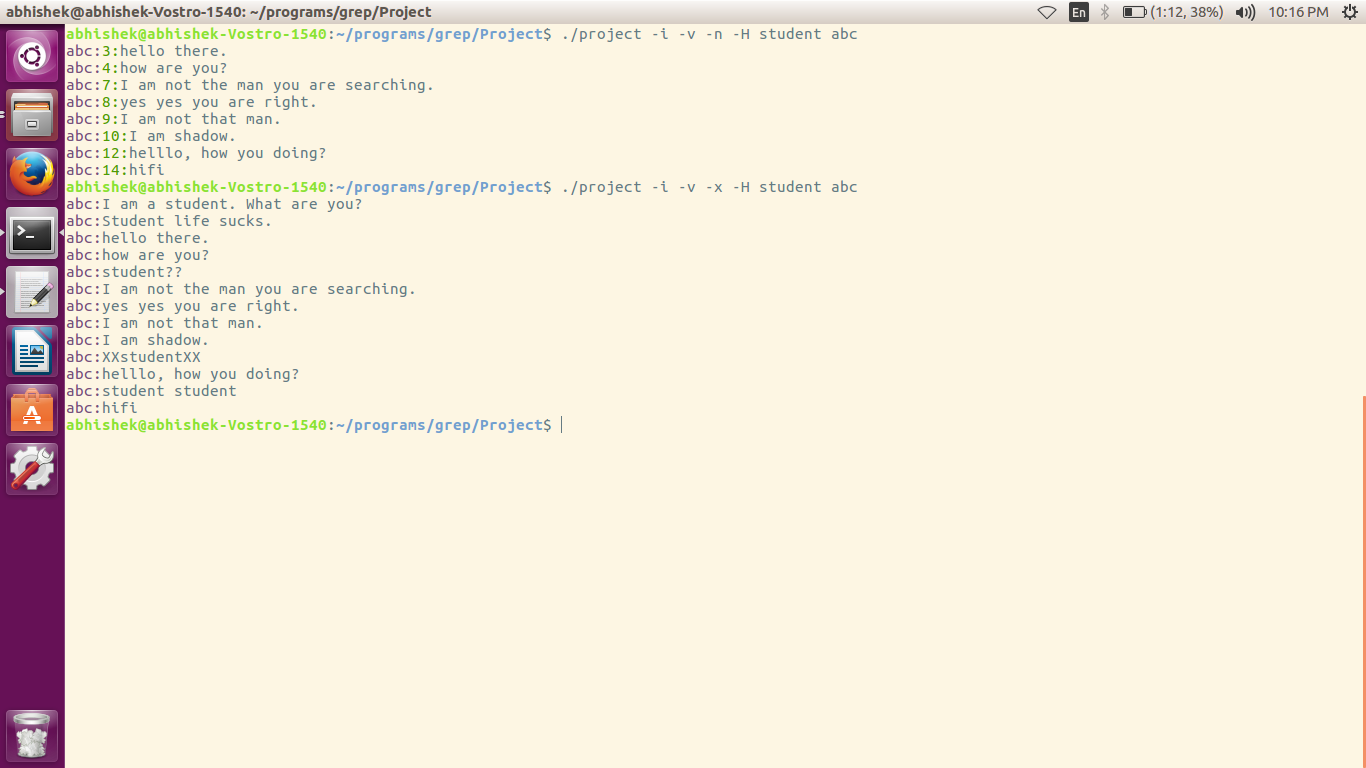 abhishek@abhishek-Vostro-1540: ~/programs/grep/Project
En (1:12, 38%) 10:16 PM
abhishek@abhishek-Vostro-1540:~/programs/grep/Project$ ./project -i -v -n -H student abc
abc:3:hello there.
abc:4:how are you?
abc:7:I am not the man you are searching.
abc:8:yes yes you are right.
abc:9:I am not that man.
abc:10:I am shadow.
abc:12:helllo, how you doing?
abc:14:hifi
abhishek@abhishek-Vostro-1540:~/programs/grep/Project$ ./project -i -v -x -H student abc
abc:I am a student. What are you?
abc:Student life sucks.
abc:hello there.
abc:how are you?
abc:student??
abc:I am not the man you are searching.
abc:yes yes you are right.
abc:I am not that man.
abc:I am shadow.
abc:XXstudentXX
abc:helllo, how you doing?
abc:student student
abc:hifi
abhishek@abhishek-Vostro-1540:~/programs/grep/Project$